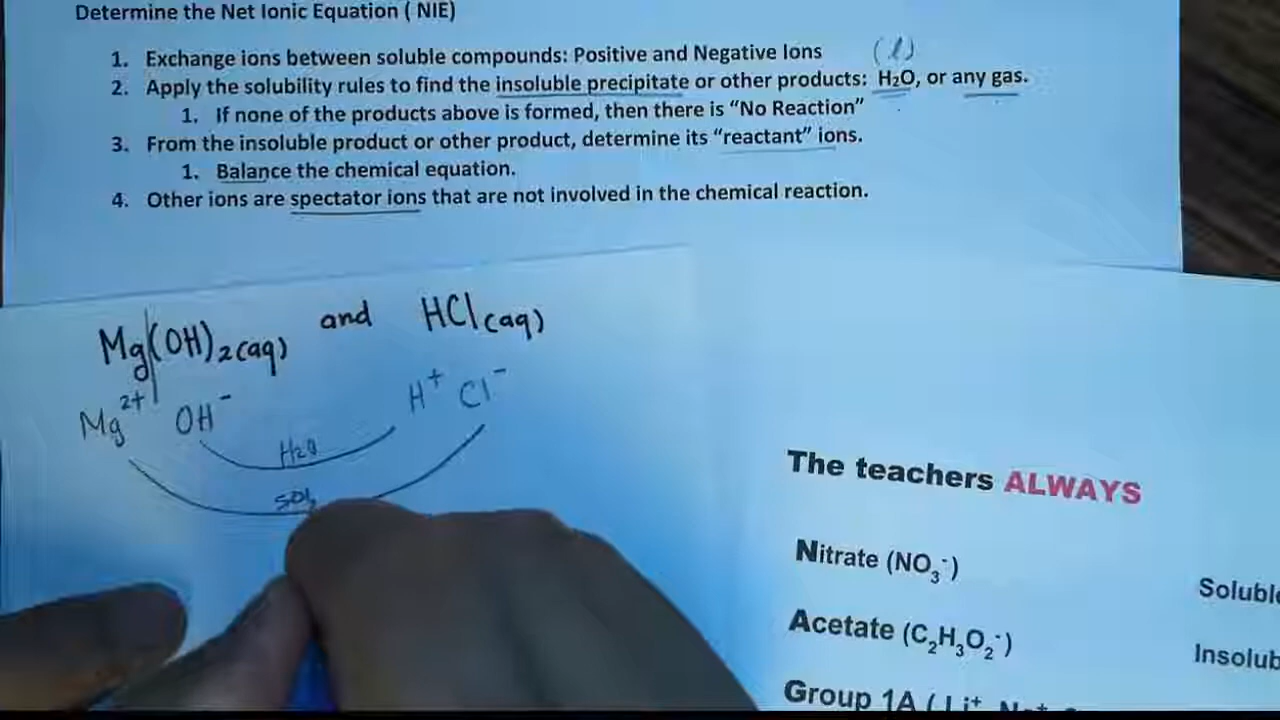 Determine the Net Ionic Equation ( NIE)
1. Exchange ions between soluble compounds: Positive and Negative Ions (l)
2. Apply the solubility rules to find the insoluble precipitate or other products: H₂O, or any gas.
1. If none of the products above is formed, then there is “No Reaction”
3. From the insoluble product or other product, determine its “reactant” ions.
1. Balance the chemical equation.
4. Other ions are spectator ions that are not involved in the chemical reaction.
Mg(OH)₂(aq) and HCl(aq)
Mg²⁺ OH⁻ H⁺ Cl⁻
H₂O
The teachers ALWAYS
Nitrate (NO₃⁻)
Acetate (C₂H₃O₂⁻)
Group 1A ( Li⁺